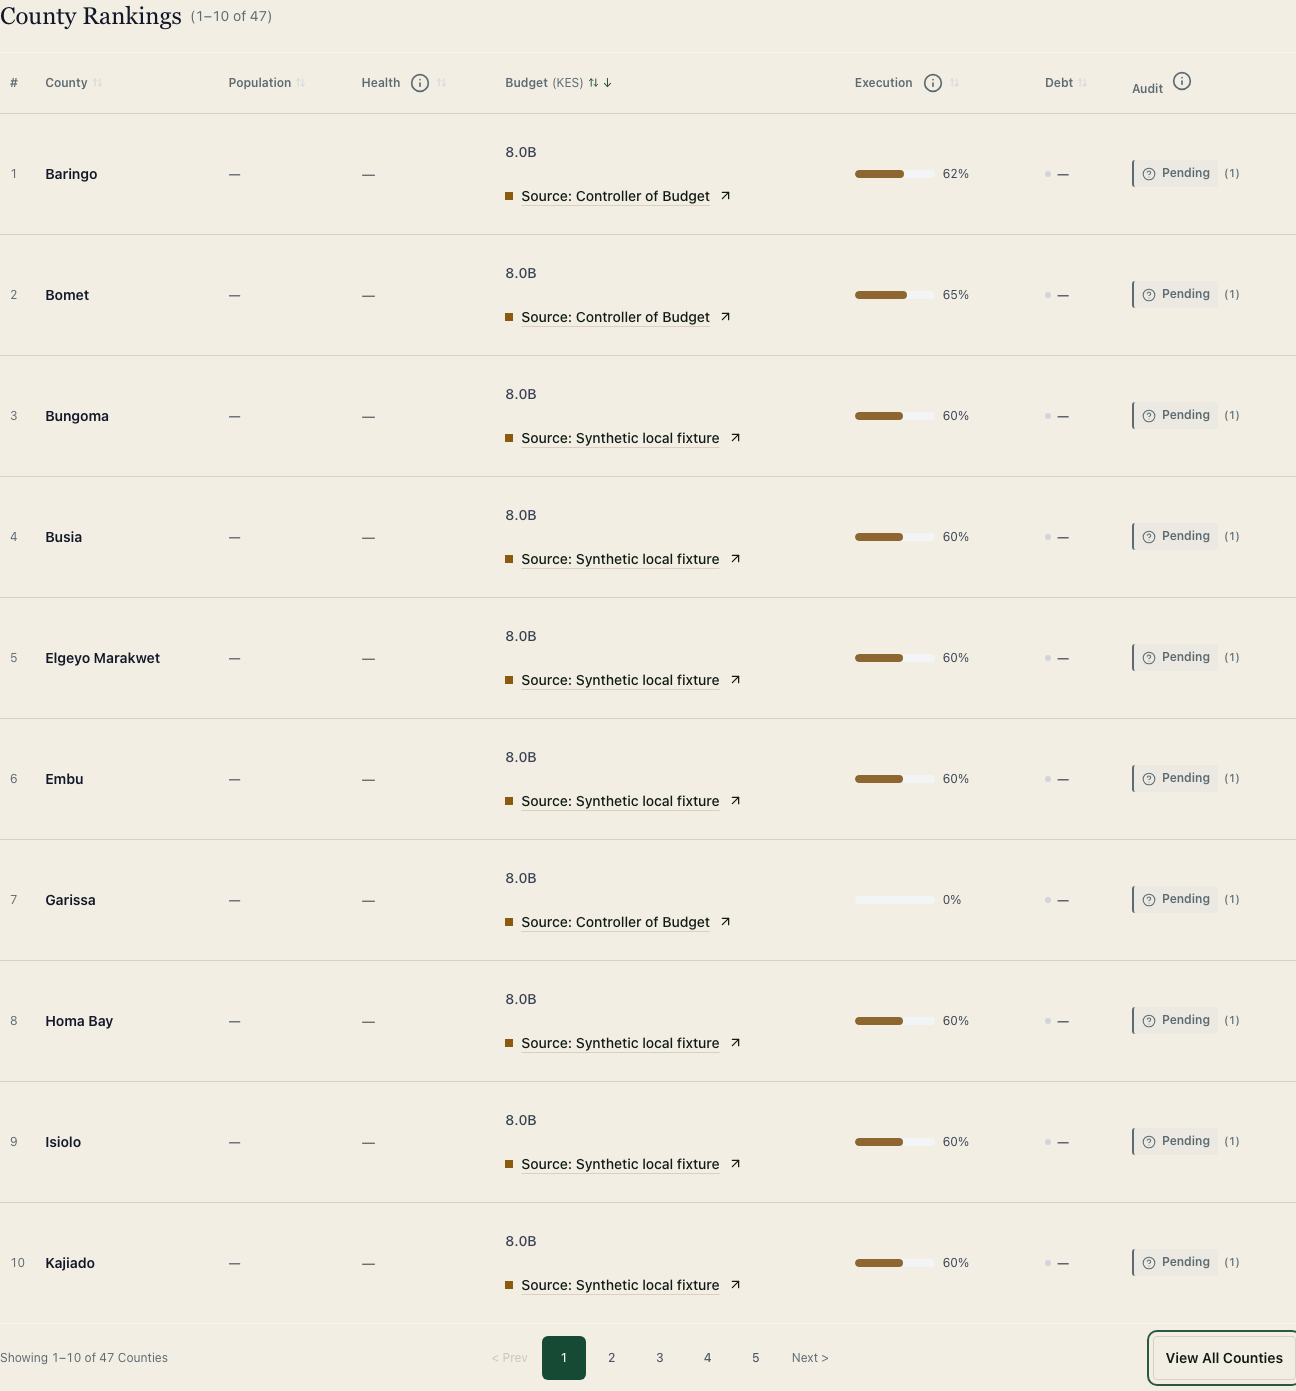 County Rankings (1–10 of 47)
# County Population Health Budget (KES) Execution Debt Audit
1 Baringo — — 8.0B 62% — Pending (1)
Source: Controller of Budget
2 Bomet — — 8.0B 65% — Pending (1)
Source: Controller of Budget
3 Bungoma — — 8.0B 60% — Pending (1)
Source: Synthetic local fixture
4 Busia — — 8.0B 60% — Pending (1)
Source: Synthetic local fixture
5 Elgeyo Marakwet — — 8.0B 60% — Pending (1)
Source: Synthetic local fixture
6 Embu — — 8.0B 60% — Pending (1)
Source: Synthetic local fixture
7 Garissa — — 8.0B 0% — Pending (1)
Source: Controller of Budget
8 Homa Bay — — 8.0B 60% — Pending (1)
Source: Synthetic local fixture
9 Isiolo — — 8.0B 60% — Pending (1)
Source: Synthetic local fixture
10 Kajiado — — 8.0B 60% — Pending (1)
Source: Synthetic local fixture
Showing 1–10 of 47 Counties < Prev 1 2 3 4 5 Next > View All Counties